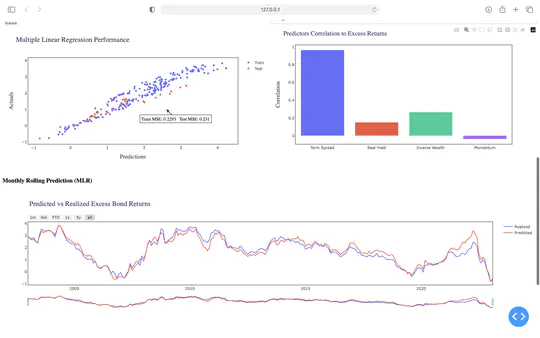 127.0.0.1
Multiple Linear Regression Performance
Train
Test
Actuals
4
3
2
1
0
−1
Train MSE: 0.2293 Test MSE: 0.231
−1 0 1 2 3 4
Predictions
Predictors Correlation to Excess Returns
Correlation
1
0.8
0.6
0.4
0.2
0
Term Spread Real Yield Inverse Wealth Momentum
Monthly Rolling Prediction (MLR)
Predicted vs Realized Excess Bond Returns
1m 6m YTD 1y 5y all
Realized
Predicted
4
3
2
1
0
−1
2005 2010 2015 2020